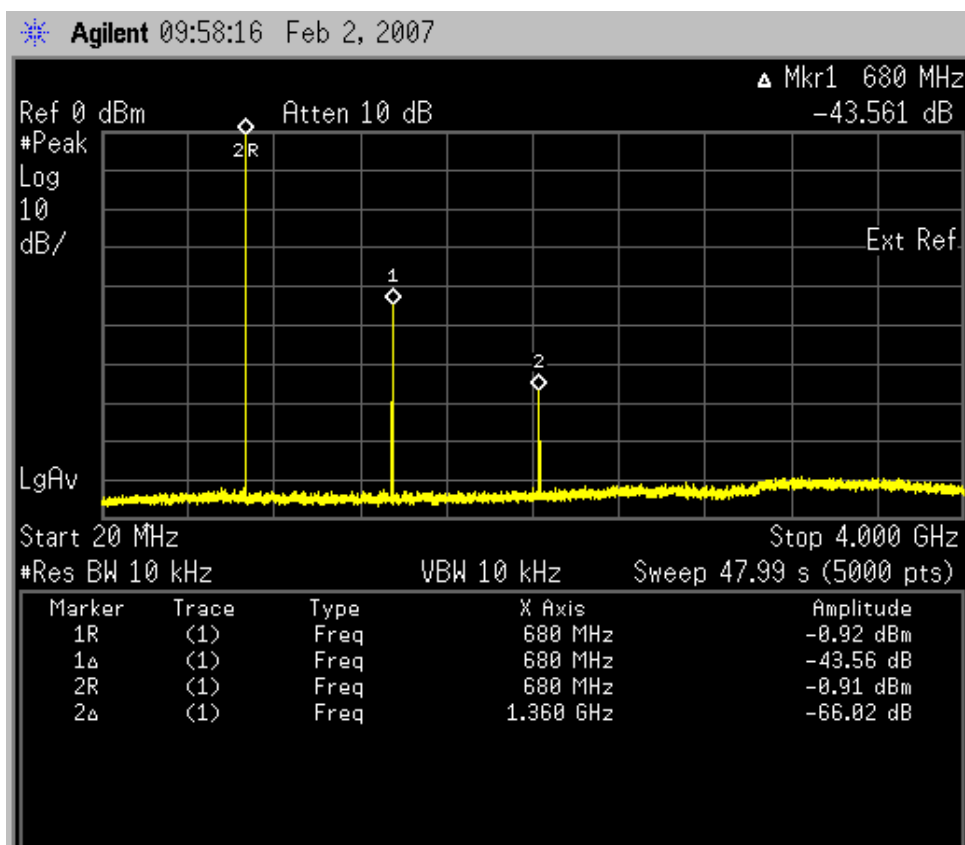 Agilent 09:58:16 Feb 2, 2007
Δ Mkr1 680 MHz
Ref 0 dBm Atten 10 dB -43.561 dB
#Peak
Log
10
dB/
2R
Ext Ref
1
2
LgAv
Start 20 MHz Stop 4.000 GHz
#Res BW 10 kHz VBW 10 kHz Sweep 47.99 s (5000 pts)
Marker Trace Type X Axis Amplitude
1R (1) Freq 680 MHz -0.92 dBm
1Δ (1) Freq 680 MHz -43.56 dB
2R (1) Freq 680 MHz -0.91 dBm
2Δ (1) Freq 1.360 GHz -66.02 dB